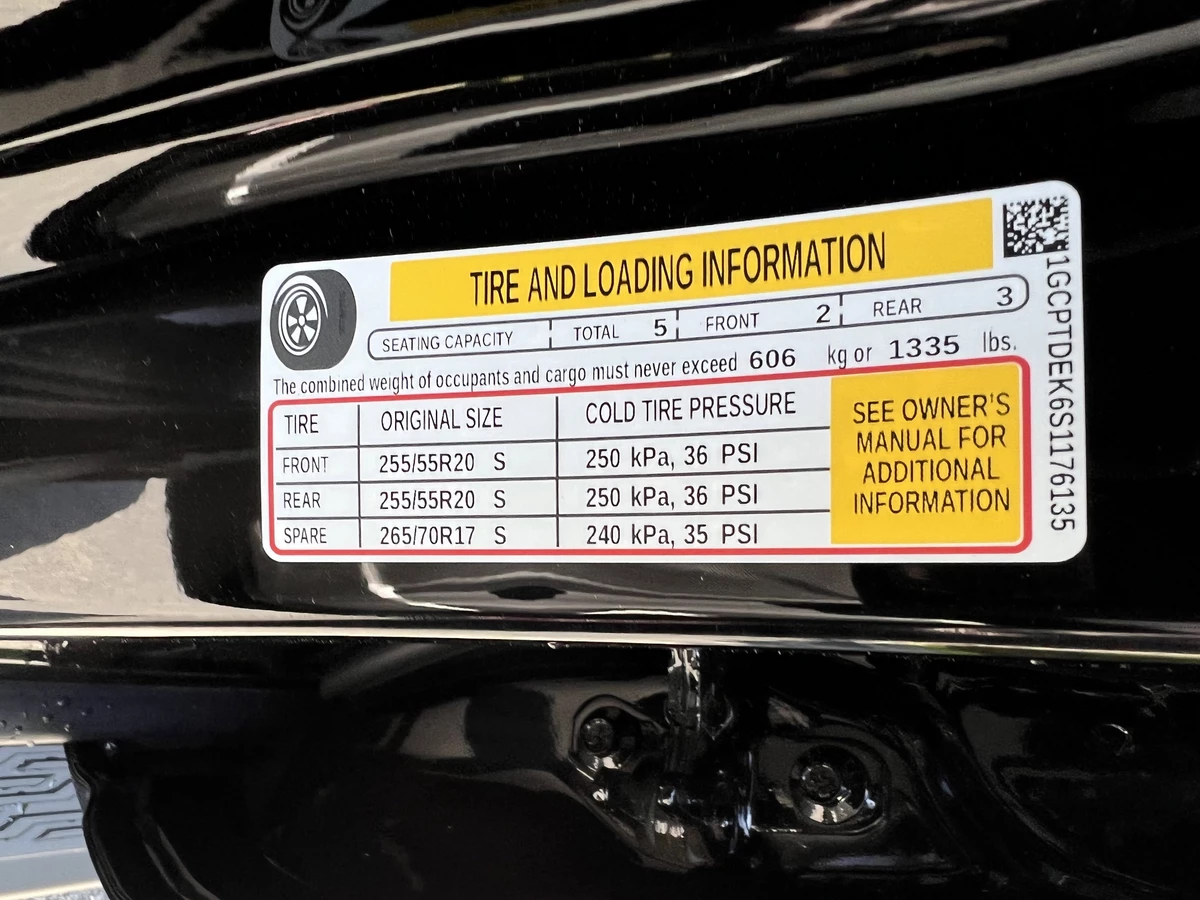 TIRE AND LOADING INFORMATION
SEATING CAPACITY TOTAL 5 FRONT 2 REAR 3
The combined weight of occupants and cargo must never exceed 606 kg or 1335 lbs.
TIRE ORIGINAL SIZE COLD TIRE PRESSURE
FRONT 255/55R20 S 250 kPa, 36 PSI
REAR 255/55R20 S 250 kPa, 36 PSI
SPARE 265/70R17 S 240 kPa, 35 PSI
SEE OWNER'S
MANUAL FOR
ADDITIONAL
INFORMATION
1GCPTDEK6S1176135